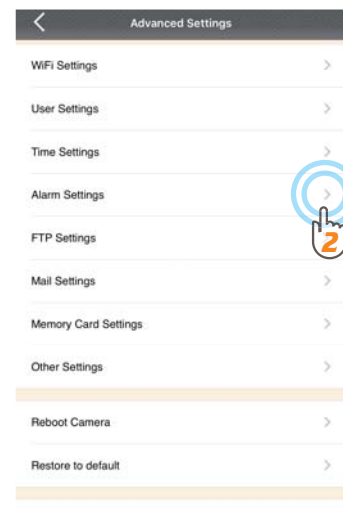 Advanced Settings
WiFi Settings
User Settings
Time Settings
Alarm Settings
2
FTP Settings
Mail Settings
Memory Card Settings
Other Settings
Reboot Camera
Restore to default